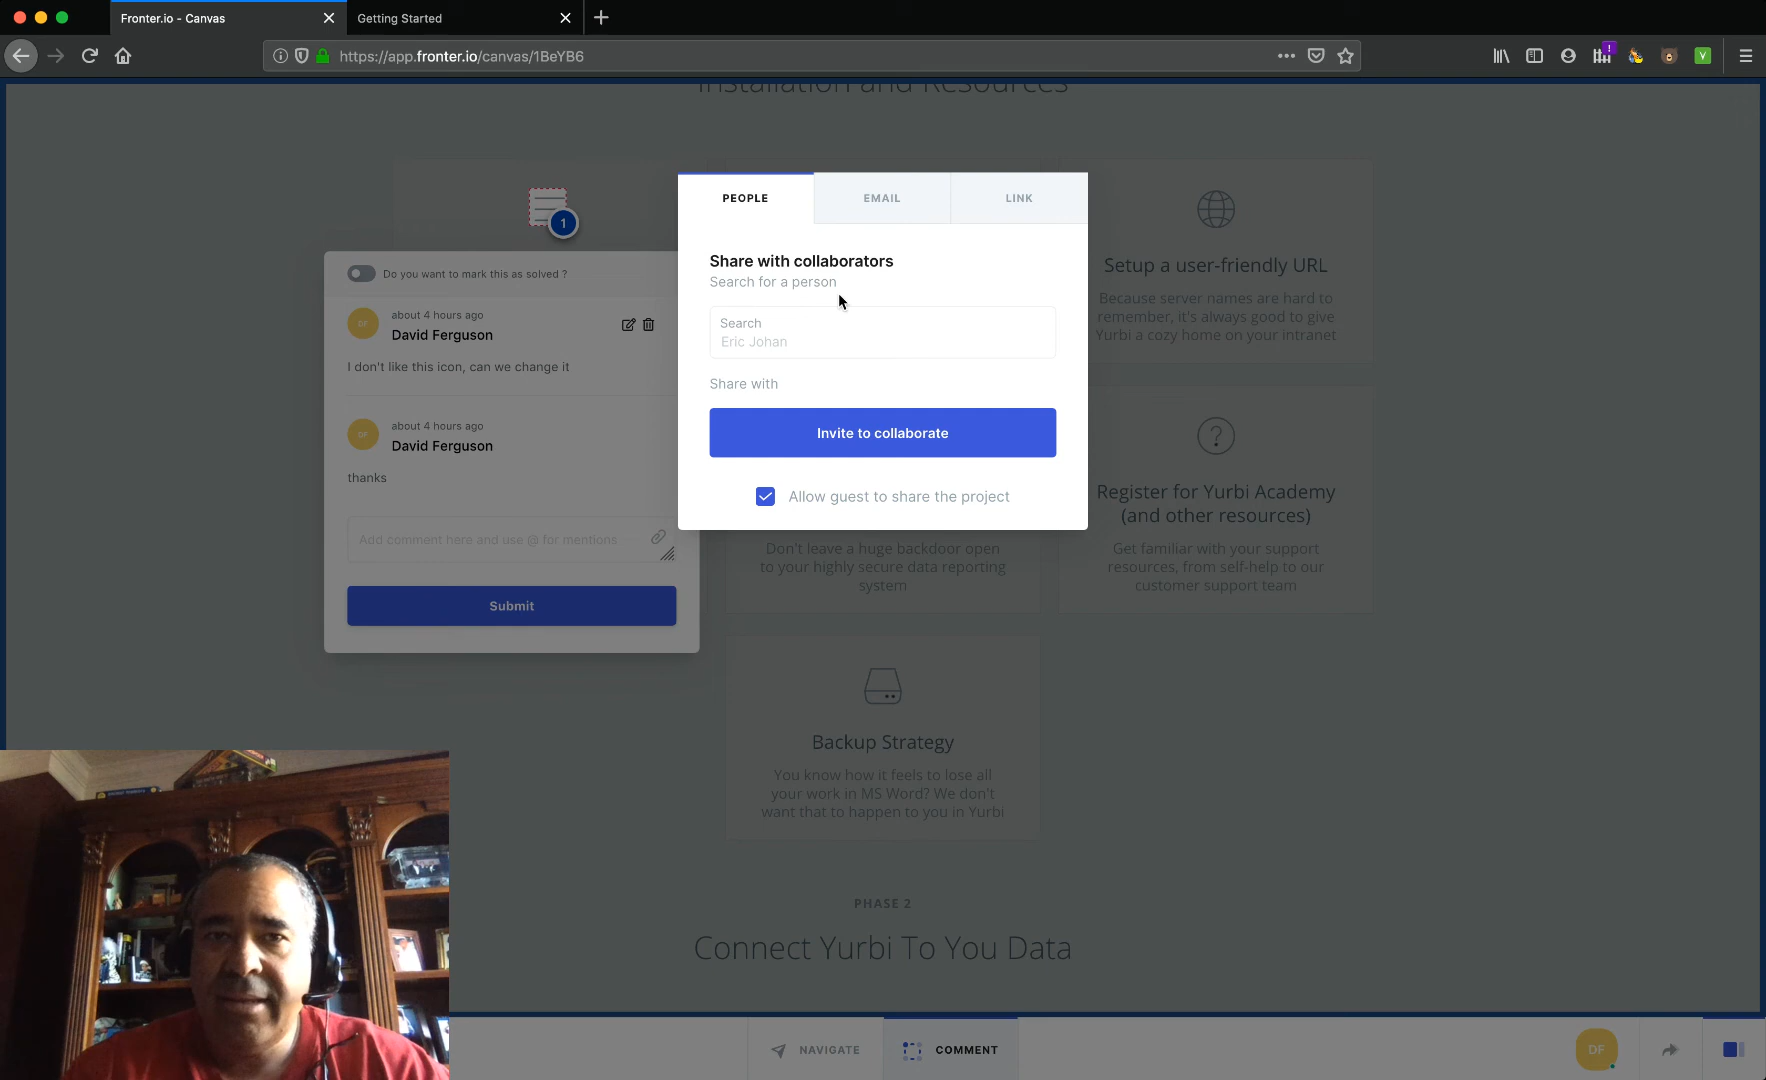 Fronter.io - Canvas
Getting Started
https://app.fronter.io/canvas/1BeYB6
Installation and Resources
PEOPLE
EMAIL
LINK
Share with collaborators
Search for a person
Search
Eric Johan
Share with
Invite to collaborate
Allow guest to share the project
1
Do you want to mark this as solved ?
DF
about 4 hours ago
David Ferguson
I don't like this icon, can we change it
DF
about 4 hours ago
David Ferguson
thanks
Add comment here and use @ for mentions
Submit
Setup a user-friendly URL
Because server names are hard to
remember, it's always good to give
Yurbi a cozy home on your intranet
Register for Yurbi Academy
(and other resources)
Get familiar with your support
resources, from self-help to our
customer support team
Don't leave a huge backdoor open
to your highly secure data reporting
system
Backup Strategy
You know how it feels to lose all
your work in MS Word? We don't
want that to happen to you in Yurbi
PHASE 2
Connect Yurbi To You Data
NAVIGATE
COMMENT
DF